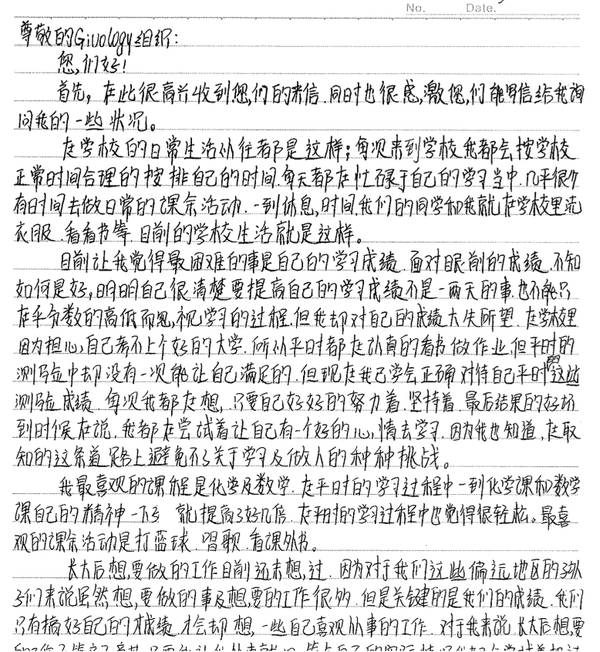 No. Date.
尊敬的Givology组织:
您,们好!
首先,在此很高兴收到您,们的来信.同时也很感,激您,们能用信给我询
问我的一些状况。
在学校的日常生活以往都是这样;每次来到学校我都会按学校
正常时间合理的按排自己的时间.每天都在忙碌于自己的学习当中.几乎很少
有时间去做日常的课余活动.一到休息,时间我们的同学和我就在学校里洗
衣服.看看书等.目前的学校生活就是这样。
目前让我觉得最困难的事是自己的学习成绩.面对眼前的成绩.不知
如何是好,明明自己很清楚要提高自己的学习成绩不是一两天的事.也不能只
在乎分数的高低而忽,视学习的过程.但我却对自己的成绩大失所望.在学校里
因为担心,自己考不上个好的大学.所以平时都在认真的看书做作业.但平时的
测验中却没有一次能让自己满足的.但现在我已学会正确对待自己平时的这些
测验成绩.每次我都在想,只要自己好好的努力着.坚持着.最后结果的好坏
到时候在说.我都在尝试着让自己有一个好的心,情去学习.因为我也知道,在取
知的这条道路上避免不了关于学习及做人的种种挑战。
我最喜观的课程是化学及数学.在平时的学习过程中一到化学课和数学
课自己的精神一下子 就提高了好几倍.在那时的学习过程中也觉得很轻松。最喜
观的课余活动是打蓝球.唱歌.看课外书。
长大后想,要做的工作目前还未想,过.因为对于我们这些偏远地区的孩
子们来说虽然想,要做的事及想,要的工作很多.但是关键的是我们的成绩.我们
只有搞好自己的成绩.才会却想,一些自己喜观从事的工作.对于我来说.长大后想,要